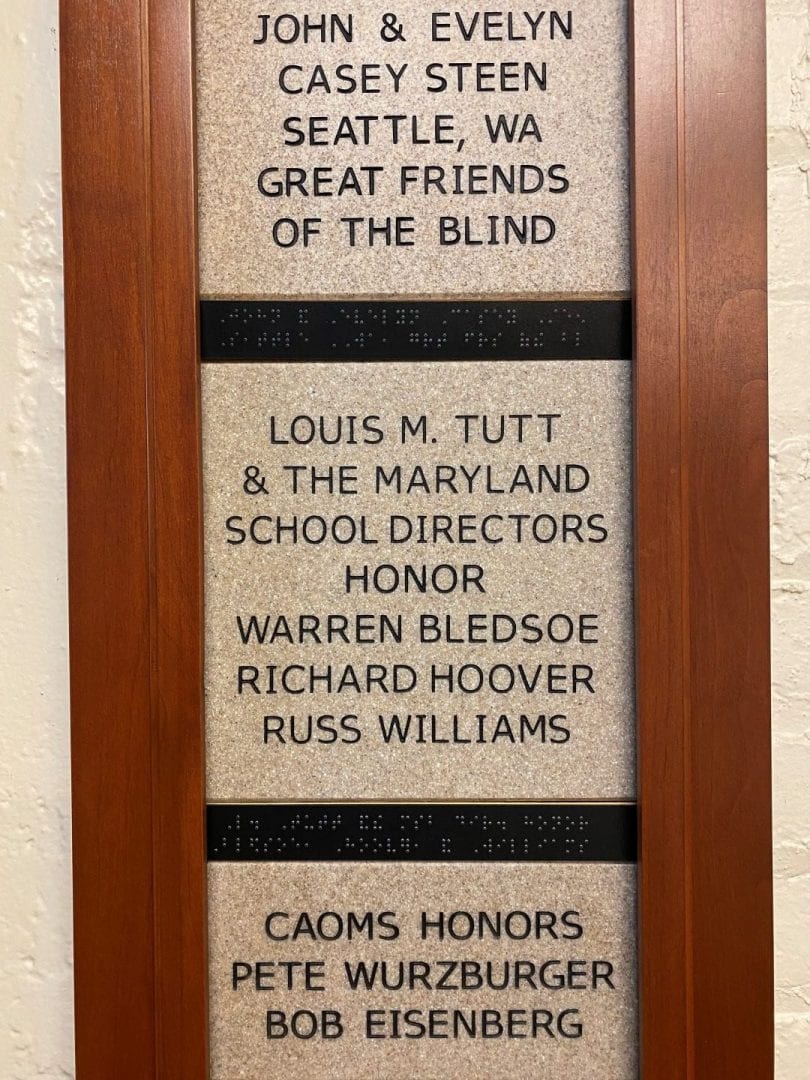 JOHN & EVELYN
CASEY STEEN
SEATTLE, WA
GREAT FRIENDS
OF THE BLIND
LOUIS M. TUTT
& THE MARYLAND
SCHOOL DIRECTORS
HONOR
WARREN BLEDSOE
RICHARD HOOVER
RUSS WILLIAMS
CAOMS HONORS
PETE WURZBURGER
BOB EISENBERG